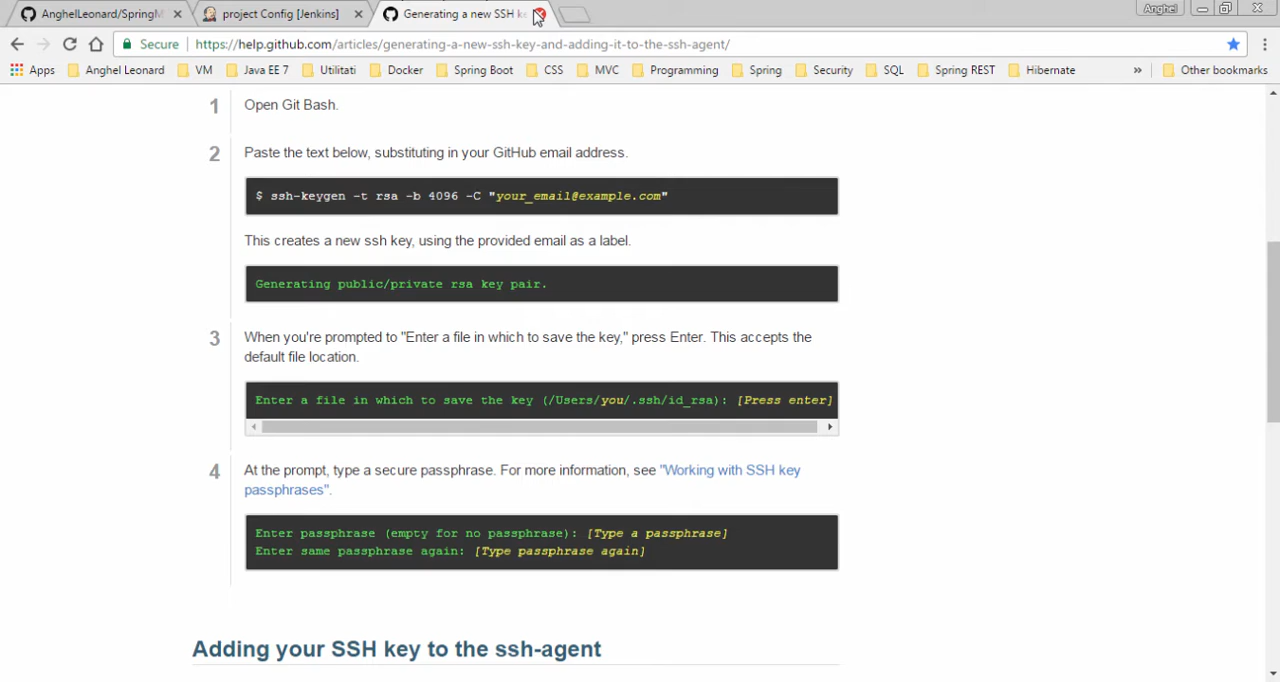 AnghelLeonard/SpringM
project Config [Jenkins]
Generating a new SSH ke
Anghel
Secure
https://help.github.com/articles/generating-a-new-ssh-key-and-adding-it-to-the-ssh-agent/
Apps
Anghel Leonard
VM
Java EE 7
Utilitati
Docker
Spring Boot
CSS
MVC
Programming
Spring
Security
SQL
Spring REST
Hibernate
»
Other bookmarks
1
Open Git Bash.
2
Paste the text below, substituting in your GitHub email address.
$ ssh-keygen -t rsa -b 4096 -C "your_email@example.com"
This creates a new ssh key, using the provided email as a label.
Generating public/private rsa key pair.
3
When you're prompted to "Enter a file in which to save the key," press Enter. This accepts the
default file location.
Enter a file in which to save the key (/Users/you/.ssh/id_rsa): [Press enter]
4
At the prompt, type a secure passphrase. For more information, see "Working with SSH key
passphrases".
Enter passphrase (empty for no passphrase): [Type a passphrase]
Enter same passphrase again: [Type passphrase again]
Adding your SSH key to the ssh-agent